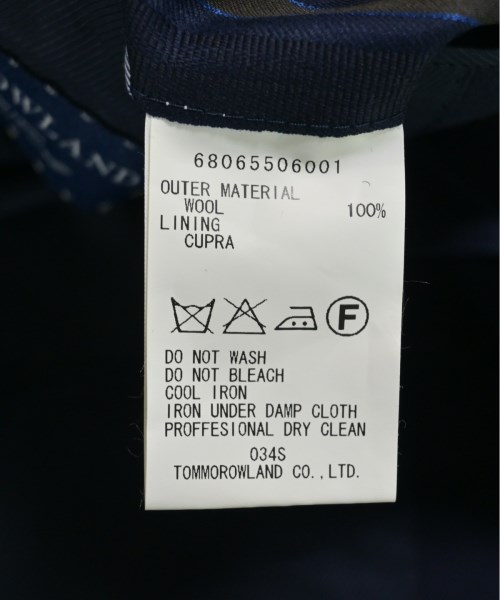 OWLAND
68065506001
OUTER MATERIAL
WOOL 100%
LINING
CUPRA
F
DO NOT WASH
DO NOT BLEACH
COOL IRON
IRON UNDER DAMP CLOTH
PROFFESIONAL DRY CLEAN
034S
TOMMOROWLAND CO.,LTD.